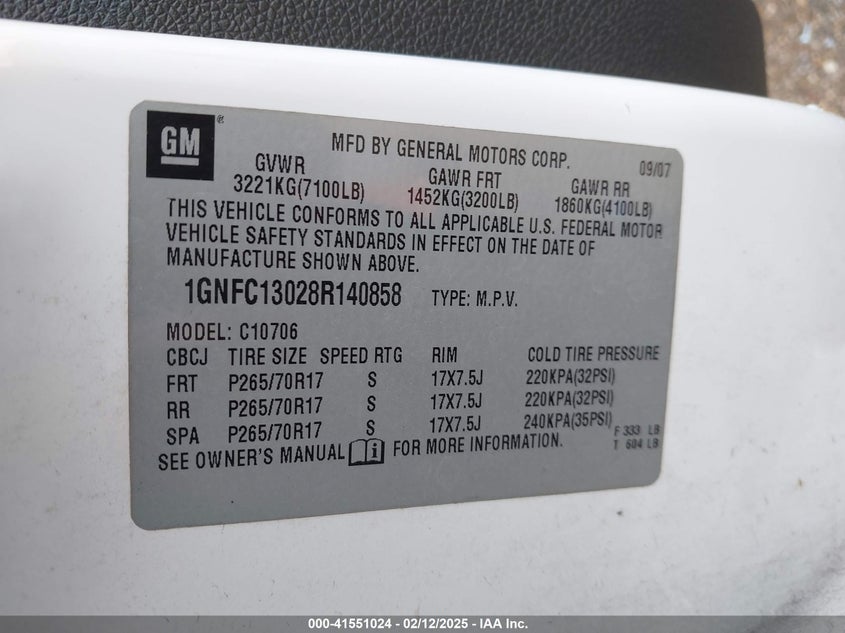 GM ®
MFD BY GENERAL MOTORS CORP. 09/07
GVWR GAWR FRT GAWR RR
3221KG(7100LB) 1452KG(3200LB) 1860KG(4100LB)
THIS VEHICLE CONFORMS TO ALL APPLICABLE U.S. FEDERAL MOTOR
VEHICLE SAFETY STANDARDS IN EFFECT ON THE DATE OF
MANUFACTURE SHOWN ABOVE.
1GNFC13028R140858 TYPE: M.P.V.
MODEL: C10706
CBCJ TIRE SIZE SPEED RTG RIM COLD TIRE PRESSURE
FRT P265/70R17 S 17X7.5J 220KPA(32PSI)
RR P265/70R17 S 17X7.5J 220KPA(32PSI)
SPA P265/70R17 S 17X7.5J 240KPA(35PSI) F 333 LB
T 604 LB
SEE OWNER'S MANUAL i FOR MORE INFORMATION.
000-41551024 — 02/12/2025 — IAA Inc.